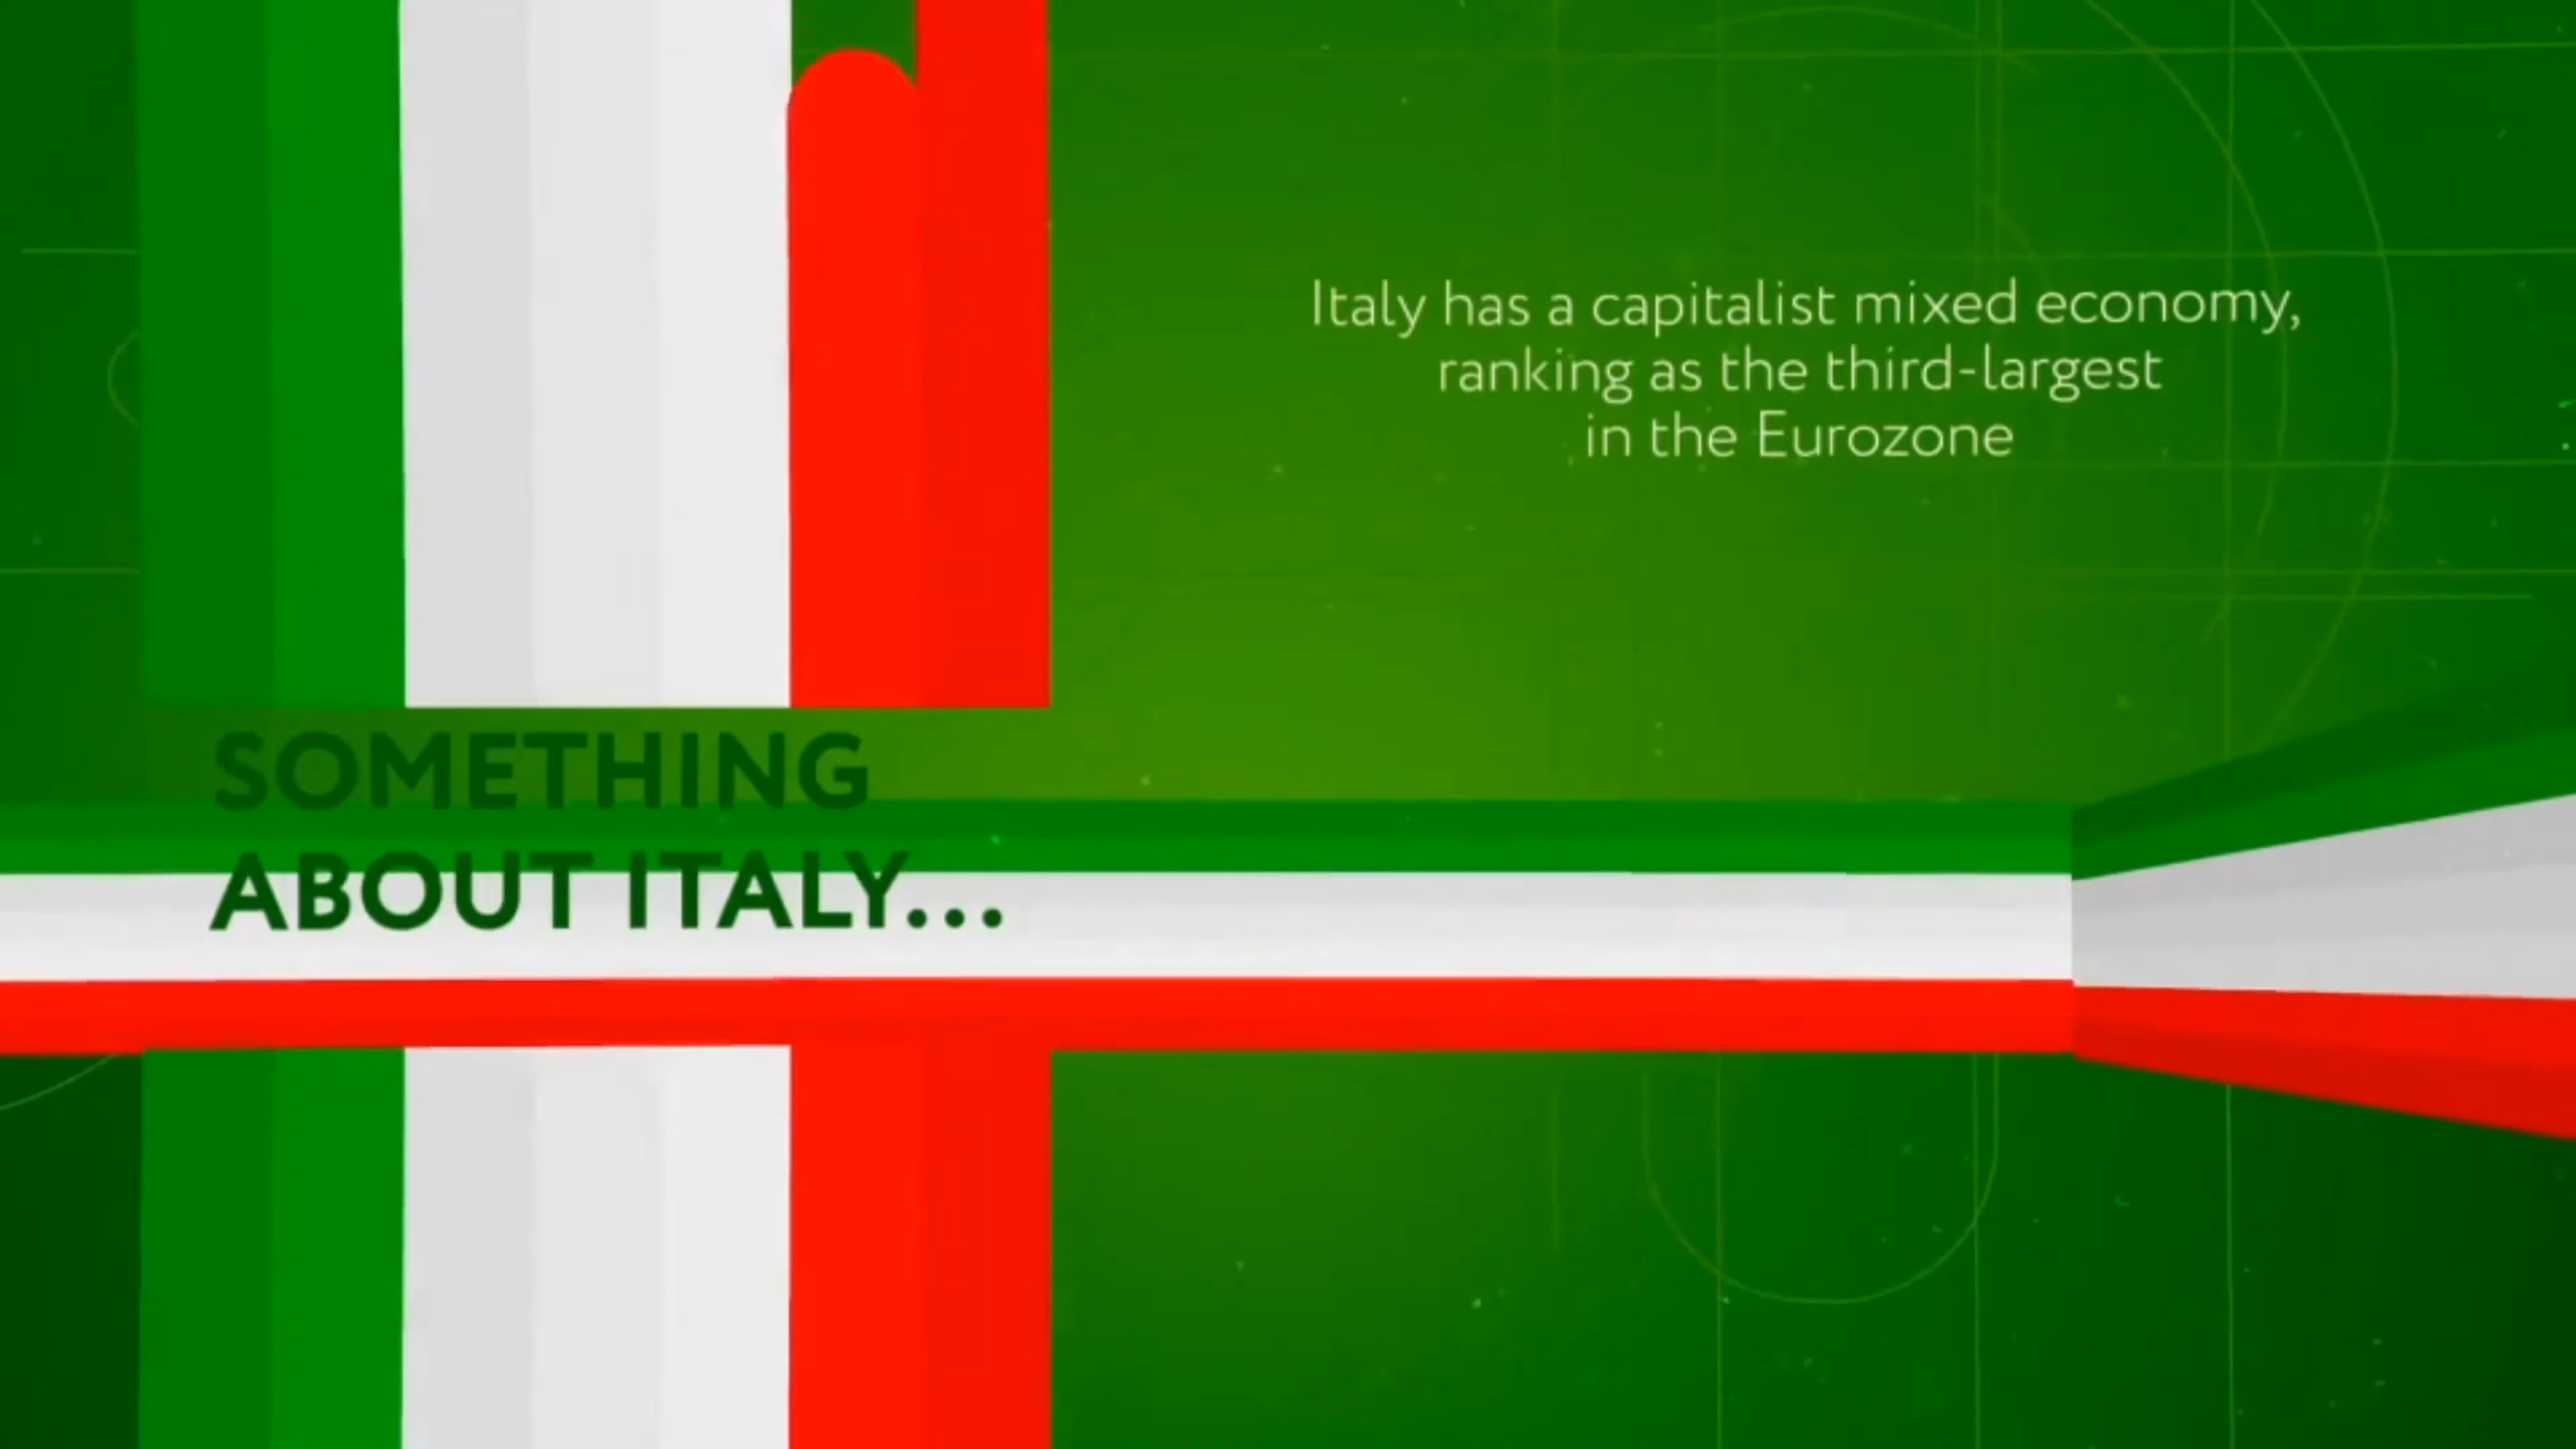 Italy has a capitalist mixed economy,
ranking as the third-largest
in the Eurozone
SOMETHING
ABOUT ITALY...